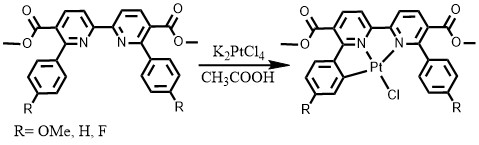 O O
O N N O
R R
K2PtCl4
CH3COOH
O O
O N N O
Pt
Cl
R R
R= OMe, H, F